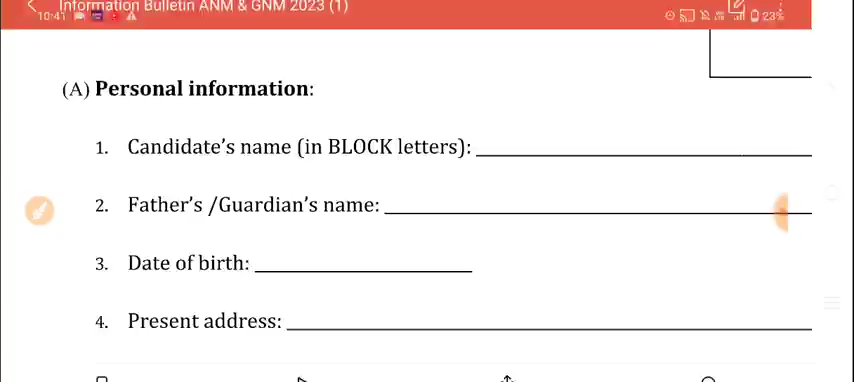 Information Bulletin ANM & GNM 2023 (1)
10:41
23%
(A) Personal information:
1. Candidate's name (in BLOCK letters):
2. Father's /Guardian's name:
3. Date of birth:
4. Present address: